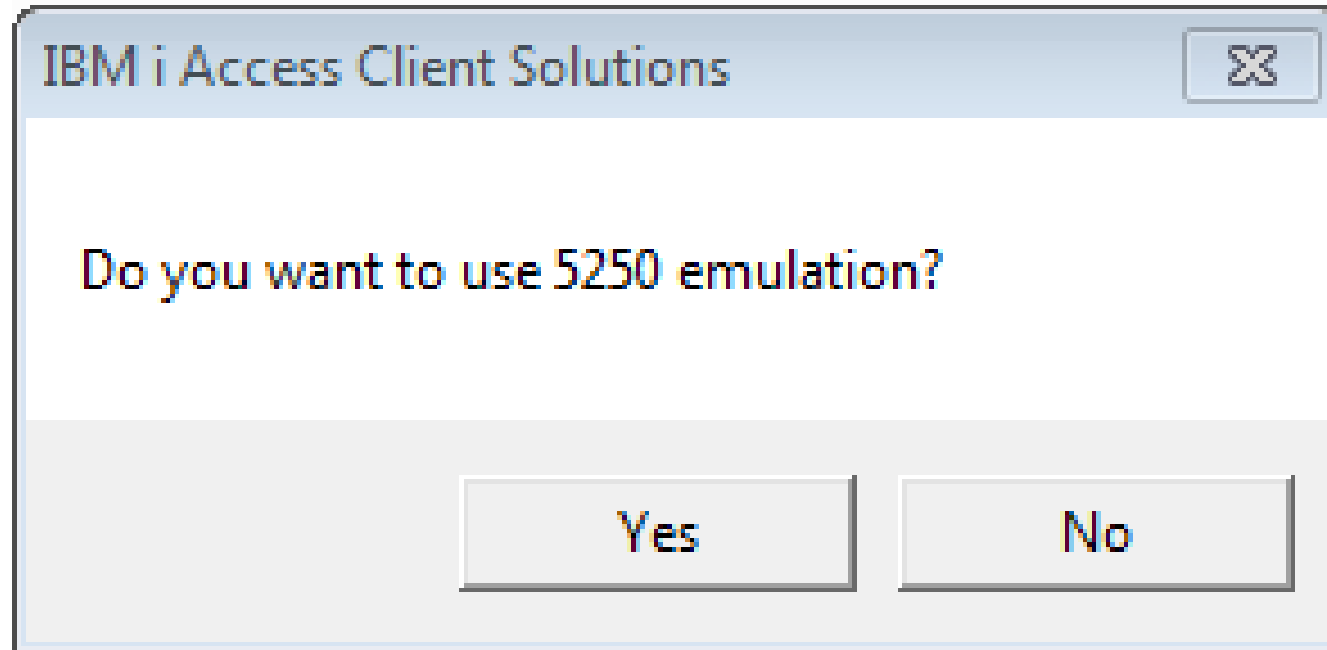 IBM i Access Client Solutions
Do you want to use 5250 emulation?
Yes No